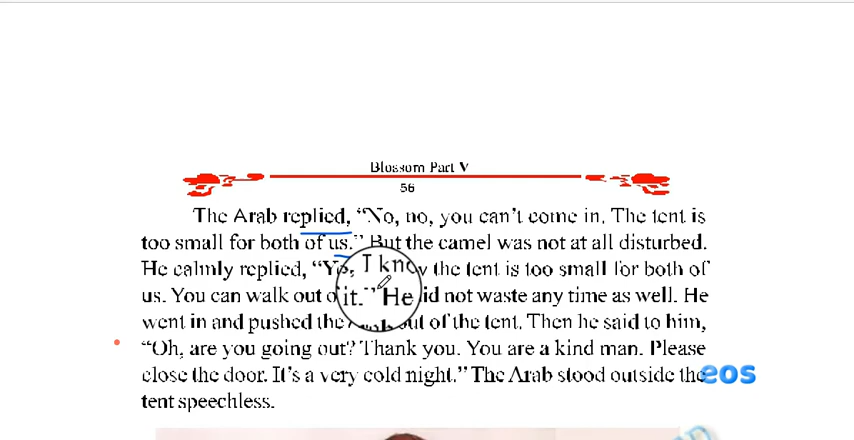 Blossom Part V
56
The Arab replied, “No, no, you can’t come in. The tent is
too small for both of us.” But the camel was not at all disturbed.
He calmly replied, “Yes, I know the tent is too small for both of
us. You can walk out of it.” He did not waste any time as well. He
went in and pushed the Arab out of the tent. Then he said to him,
“Oh, are you going out? Thank you. You are a kind man. Please
close the door. It’s a very cold night.” The Arab stood outside the
eos
tent speechless.